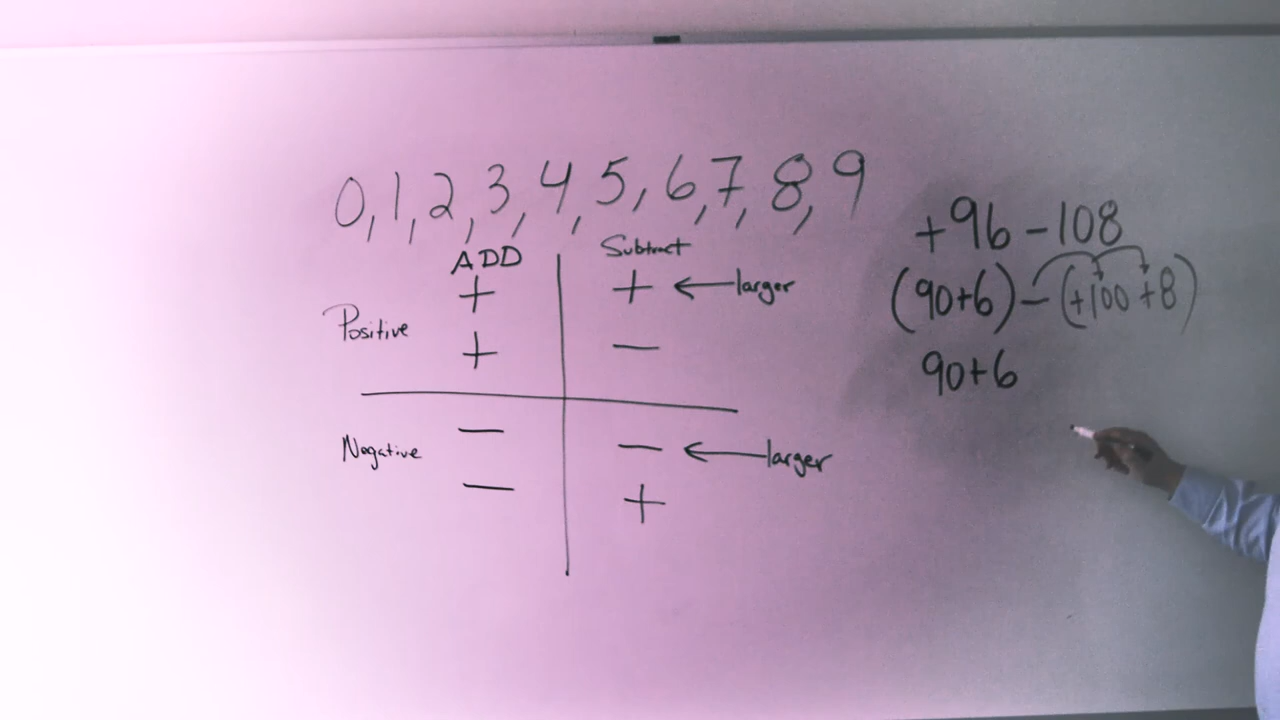 0, 1, 2, 3, 4, 5, 6, 7, 8, 9
ADD Subtract
Positive
+ + ← larger
+ −
Negative
− − ← larger
− +
+96 − 108
(90+6) − (+100 + 8)
90+6